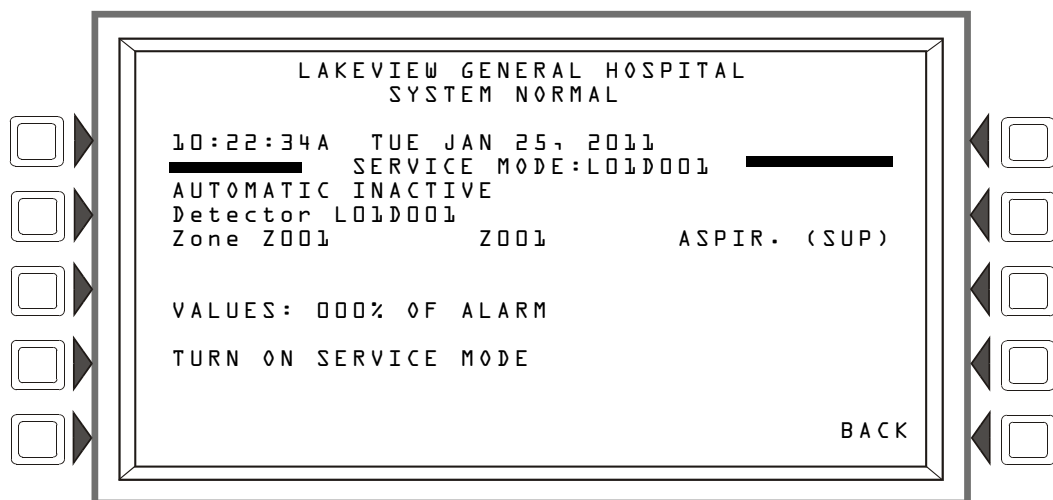 LAKEVIEW GENERAL HOSPITAL
SYSTEM NORMAL
10:22:34A TUE JAN 25, 2011
SERVICE MODE:L01D001
AUTOMATIC INACTIVE
Detector L01D001
Zone Z001 Z001 ASPIR. (SUP)
VALUES: 000% OF ALARM
TURN ON SERVICE MODE
BACK